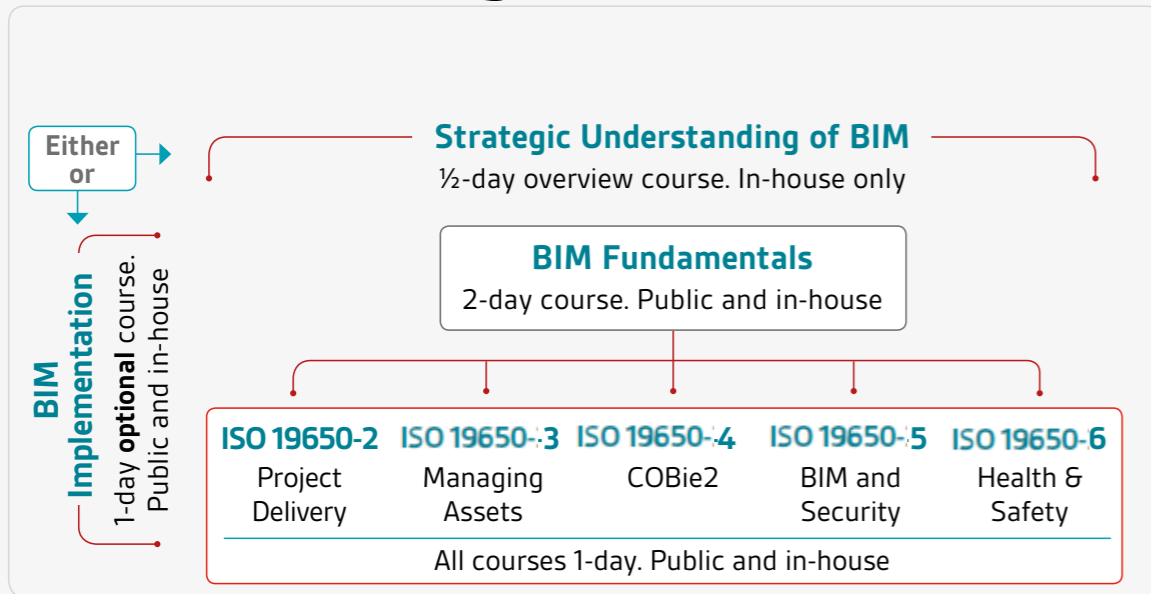 Either
or
Strategic Understanding of BIM
½-day overview course. In-house only
BIM Fundamentals
2-day course. Public and in-house
BIM
Implementation
1-day optional course.
Public and in-house
ISO 19650-2
Project
Delivery
ISO 19650-3
Managing
Assets
ISO 19650-4
COBie2
ISO 19650-5
BIM and
Security
ISO 19650-6
Health &
Safety
All courses 1-day. Public and in-house